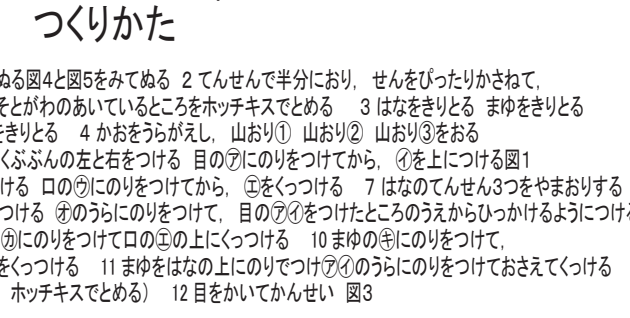 つくりかた
ぬる図4と図5をみてぬる 2 てんせんで半分におり，せんをぴったりかさねて，
そとがわのあいているところをホッチキスでとめる 3 はなをきりとる まゆをきりとる
をきりとる 4 かおをうらがえし，山おり① 山おり② 山おり③をおる
くぶぶんの左と右をつける 目の㋐にのりをつけてから，㋑を上につける図1
ける 口の㋒にのりをつけてから，㋓をくっつける 7 はなのてんせん3つをやまおりする
つける ㋔のうらにのりをつけて，目の㋐㋑をつけたところのうえからひっかけるようにつける
㋕にのりをつけて口の㋓の上にくっつける 10 まゆの㋖にのりをつけて，
をくっつける 11 まゆをはなの上にのりでつけ㋐㋑のうらにのりをつけておさえてくっける
ホッチキスでとめる） 12 目をかいてかんせい 図3